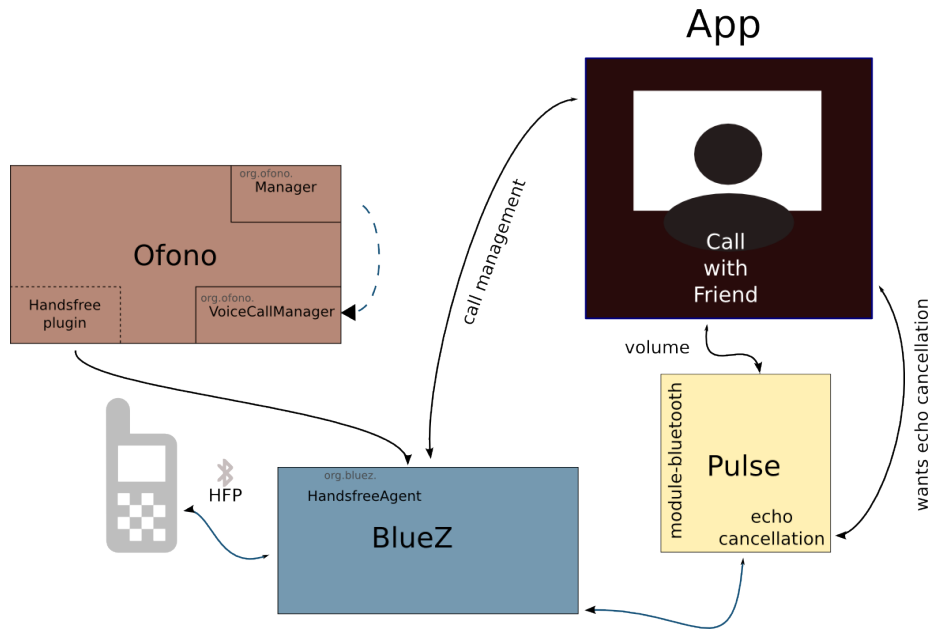 App
org.ofono.
Manager
Ofono
Handsfree
plugin
org.ofono.
VoiceCallManager
call management
Call
with
Friend
volume
wants echo cancellation
module-bluetooth
Pulse
echo
cancellation
HFP
org.bluez.
HandsfreeAgent
BlueZ